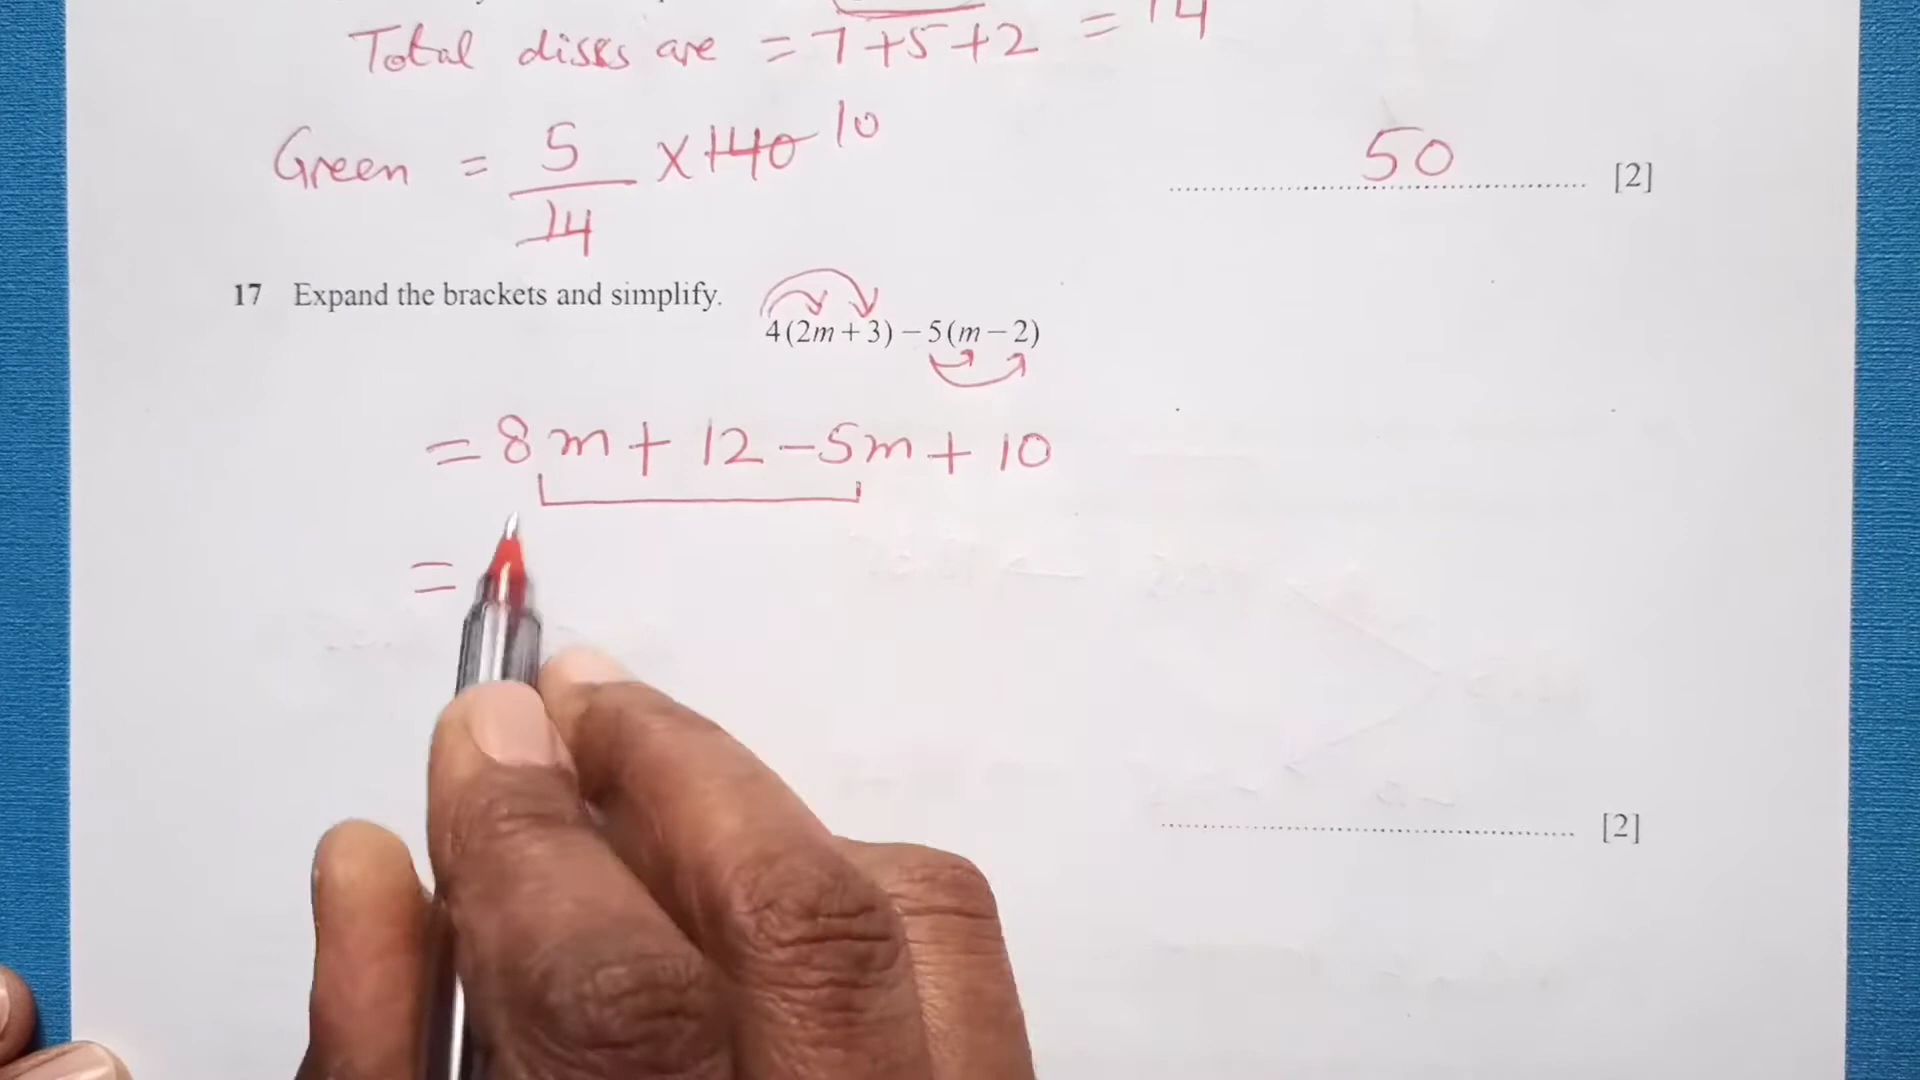 Total disks are = 7+5+2 = 14
Green = 5/14 × 140 10
50 [2]
17 Expand the brackets and simplify.
4(2m+3) − 5(m−2)
= 8m + 12 − 5m + 10
=
[2]